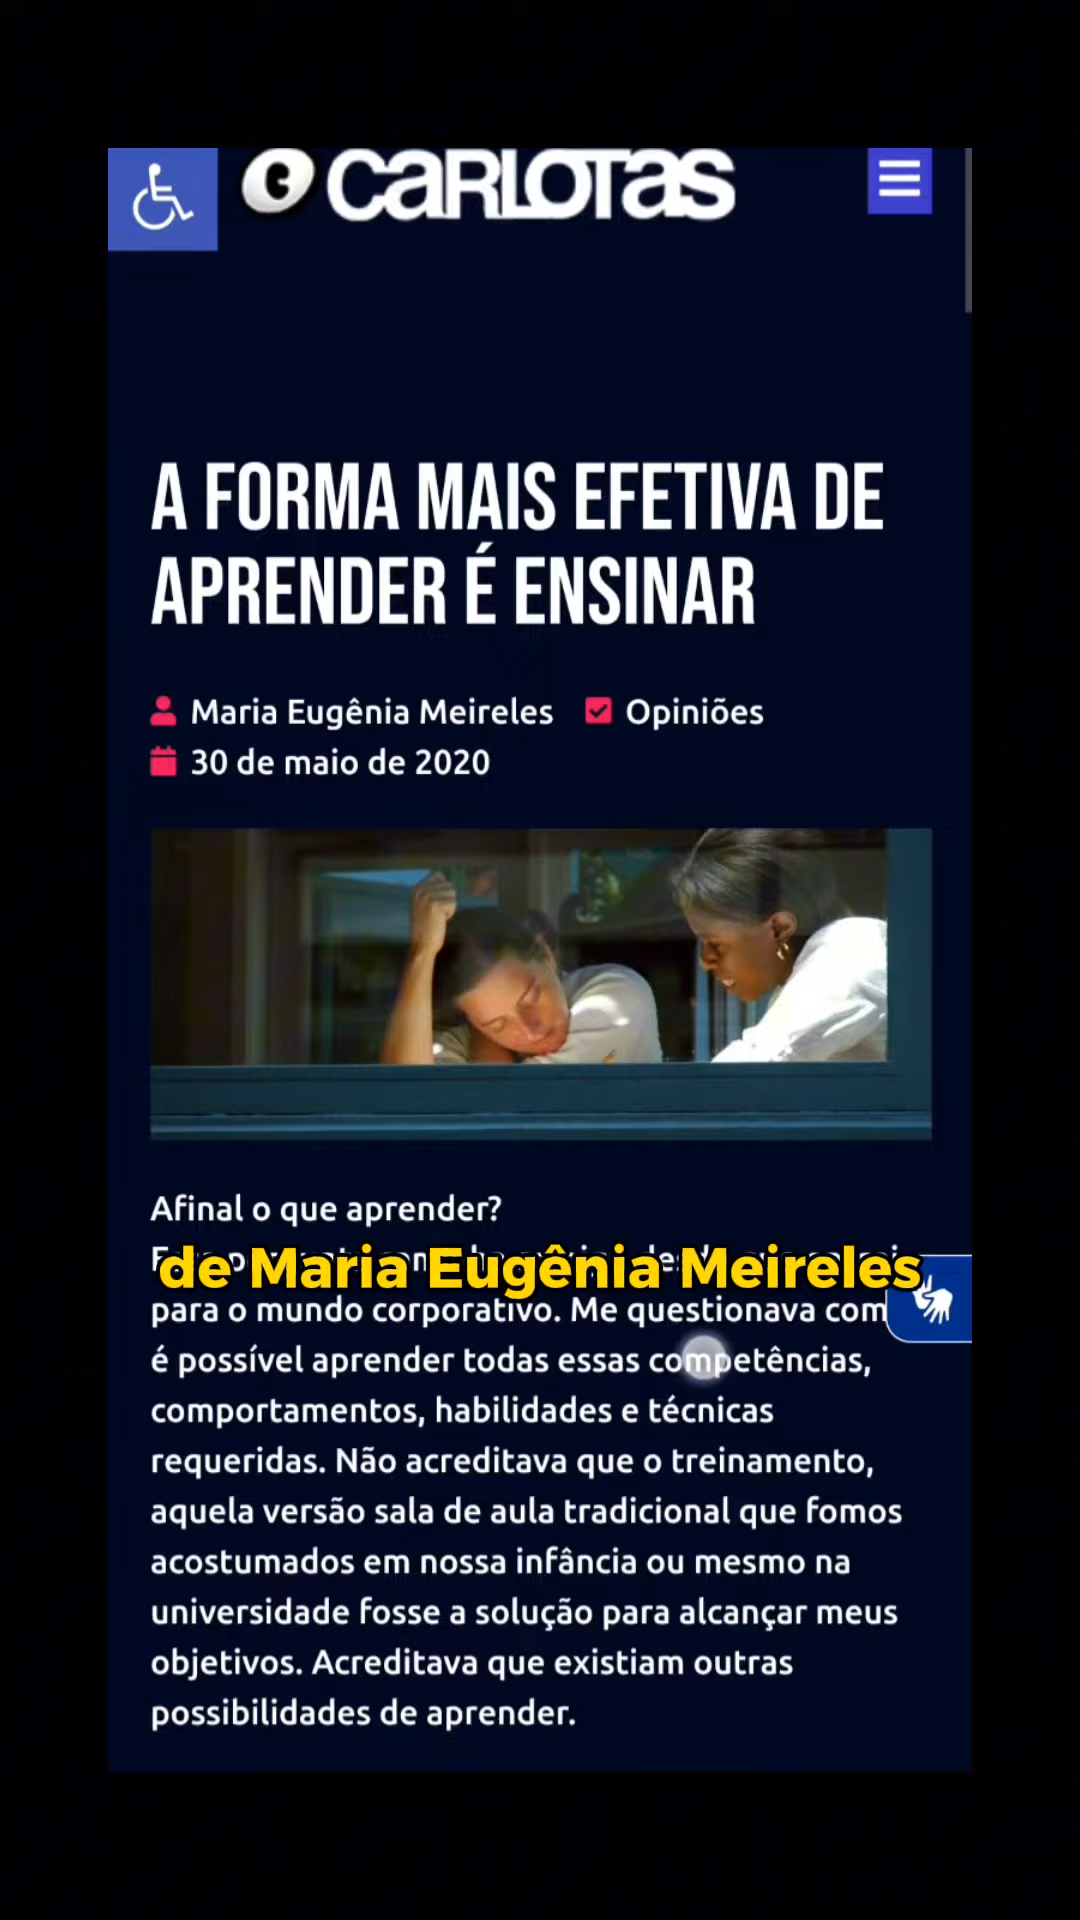 CARLOTAS
A FORMA MAIS EFETIVA DE
APRENDER É ENSINAR
Maria Eugênia Meireles Opiniões
30 de maio de 2020
Afinal o que aprender?
de Maria Eugênia Meireles
para o mundo corporativo. Me questionava com
é possível aprender todas essas competências,
comportamentos, habilidades e técnicas
requeridas. Não acreditava que o treinamento,
aquela versão sala de aula tradicional que fomos
acostumados em nossa infância ou mesmo na
universidade fosse a solução para alcançar meus
objetivos. Acreditava que existiam outras
possibilidades de aprender.